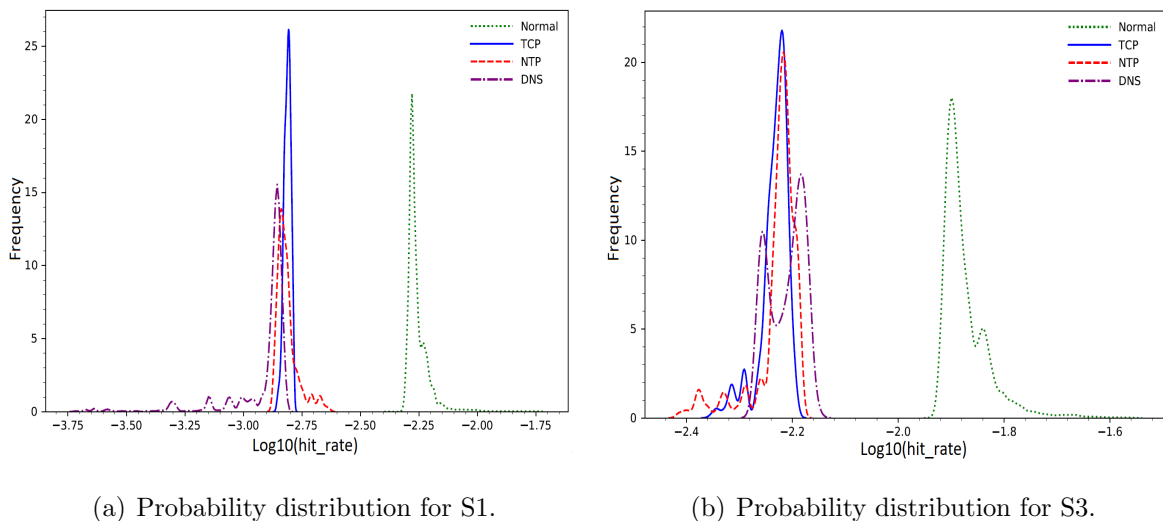 Normal
TCP
NTP
DNS
25
20
15
10
5
0
Frequency
−3.75 −3.50 −3.25 −3.00 −2.75 −2.50 −2.25 −2.00 −1.75
Log10(hit_rate)
(a) Probability distribution for S1.
Normal
TCP
NTP
DNS
20
15
10
5
0
Frequency
−2.4 −2.2 −2.0 −1.8 −1.6
Log10(hit_rate)
(b) Probability distribution for S3.